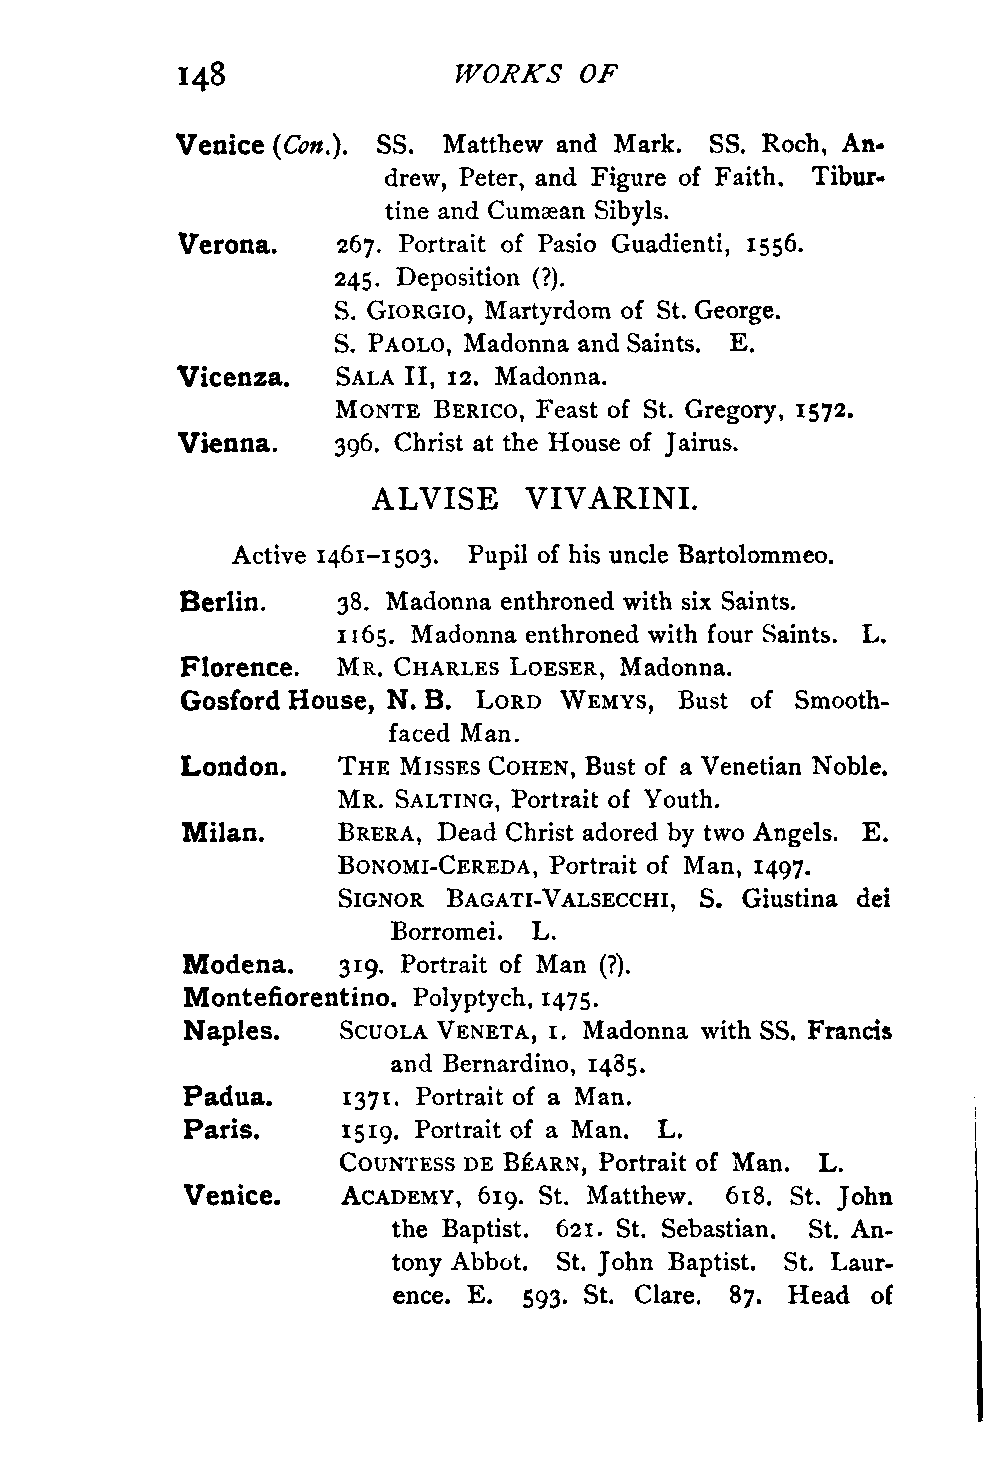 148 WORKS OF
Venice (Con.). SS. Matthew and Mark. SS. Roch, An-
drew, Peter, and Figure of Faith. Tibur-
tine and Cumæan Sibyls.
Verona. 267. Portrait of Pasio Guadienti, 1556.
245. Deposition (?).
S. GIORGIO, Martyrdom of St. George.
S. PAOLO, Madonna and Saints. E.
Vicenza. SALA II, 12. Madonna.
MONTE BERICO, Feast of St. Gregory, 1572.
Vienna. 396. Christ at the House of Jairus.
ALVISE VIVARINI.
Active 1461–1503. Pupil of his uncle Bartolommeo.
Berlin. 38. Madonna enthroned with six Saints.
1165. Madonna enthroned with four Saints. L.
Florence. MR. CHARLES LOESER, Madonna.
Gosford House, N. B. LORD WEMYS, Bust of Smooth-
faced Man.
London. THE MISSES COHEN, Bust of a Venetian Noble.
MR. SALTING, Portrait of Youth.
Milan. BRERA, Dead Christ adored by two Angels. E.
BONOMI-CEREDA, Portrait of Man, 1497.
SIGNOR BAGATI-VALSECCHI, S. Giustina dei
Borromei. L.
Modena. 319. Portrait of Man (?).
Montefiorentino. Polyptych, 1475.
Naples. SCUOLA VENETA, 1. Madonna with SS. Francis
and Bernardino, 1485.
Padua. 1371. Portrait of a Man.
Paris. 1519. Portrait of a Man. L.
COUNTESS DE BÉARN, Portrait of Man. L.
Venice. ACADEMY, 619. St. Matthew. 618. St. John
the Baptist. 621. St. Sebastian. St. An-
tony Abbot. St. John Baptist. St. Laur-
ence. E. 593. St. Clare. 87. Head of